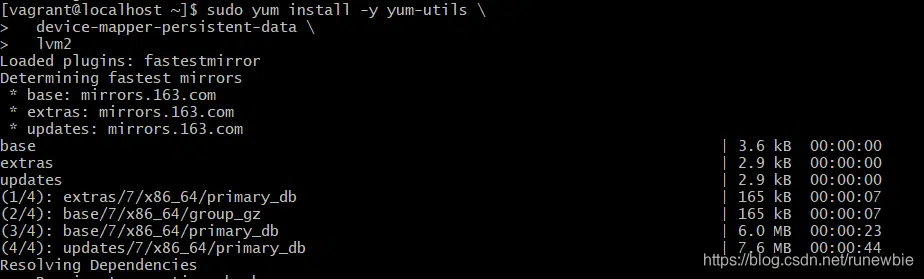 [vagrant@localhost ~]$ sudo yum install -y yum-utils \
>   device-mapper-persistent-data \
>   lvm2
Loaded plugins: fastestmirror
Determining fastest mirrors
 * base: mirrors.163.com
 * extras: mirrors.163.com
 * updates: mirrors.163.com
base | 3.6 kB 00:00:00
extras | 2.9 kB 00:00:00
updates | 2.9 kB 00:00:00
(1/4): extras/7/x86_64/primary_db | 165 kB 00:00:07
(2/4): base/7/x86_64/group_gz | 165 kB 00:00:07
(3/4): base/7/x86_64/primary_db | 6.0 MB 00:00:23
(4/4): updates/7/x86_64/primary_db | 7.6 MB 00:00:44
https://blog.csdn.net/runewbie
Resolving Dependencies